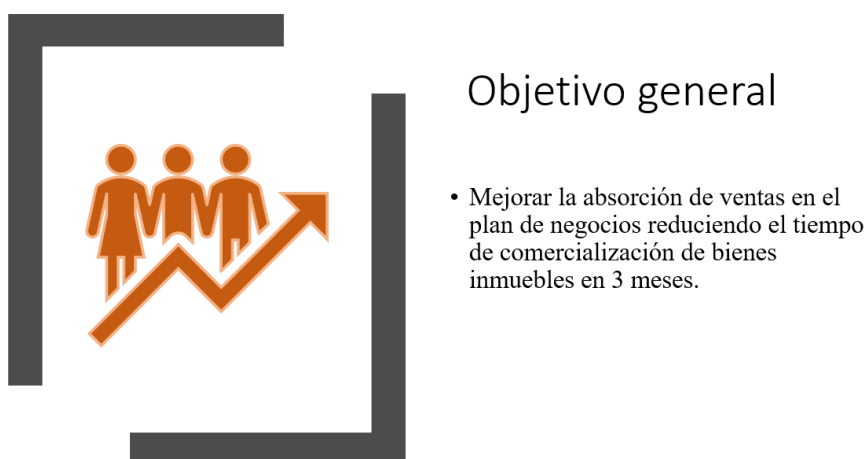 Objetivo general
• Mejorar la absorción de ventas en el
plan de negocios reduciendo el tiempo
de comercialización de bienes
inmuebles en 3 meses.